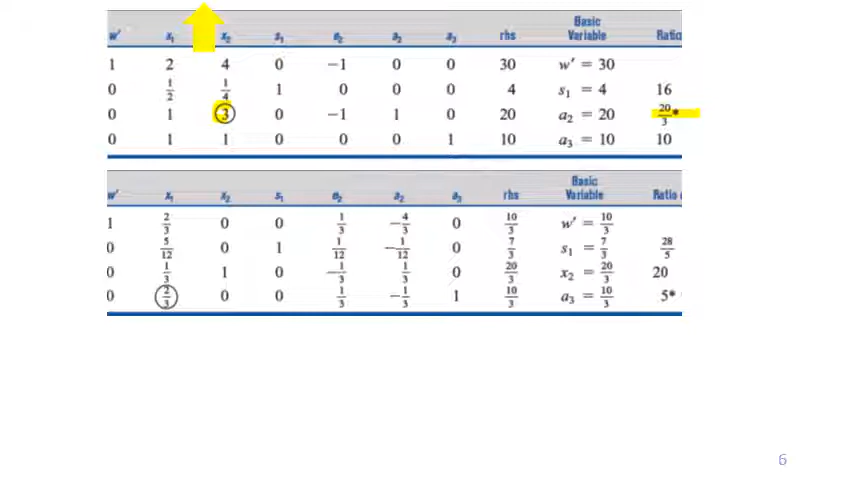 Basic
w' x₁ x₂ s₁ e₂ a₂ a₃ rhs Variable Ratio
1 2 4 0 −1 0 0 30 w' = 30
0 1/2 1/4 1 0 0 0 4 s₁ = 4 16
0 1 3 0 −1 1 0 20 a₂ = 20 20/3*
0 1 1 0 0 0 1 10 a₃ = 10 10
Basic
w' x₁ x₂ s₁ e₂ a₂ a₃ rhs Variable Ratio
1 2/3 0 0 1/3 −4/3 0 10/3 w' = 10/3
0 5/12 0 1 1/12 −1/12 0 7/3 s₁ = 7/3 28/5
0 1/3 1 0 −1/3 1/3 0 20/3 x₂ = 20/3 20
0 2/3 0 0 1/3 −1/3 1 10/3 a₃ = 10/3 5*
6